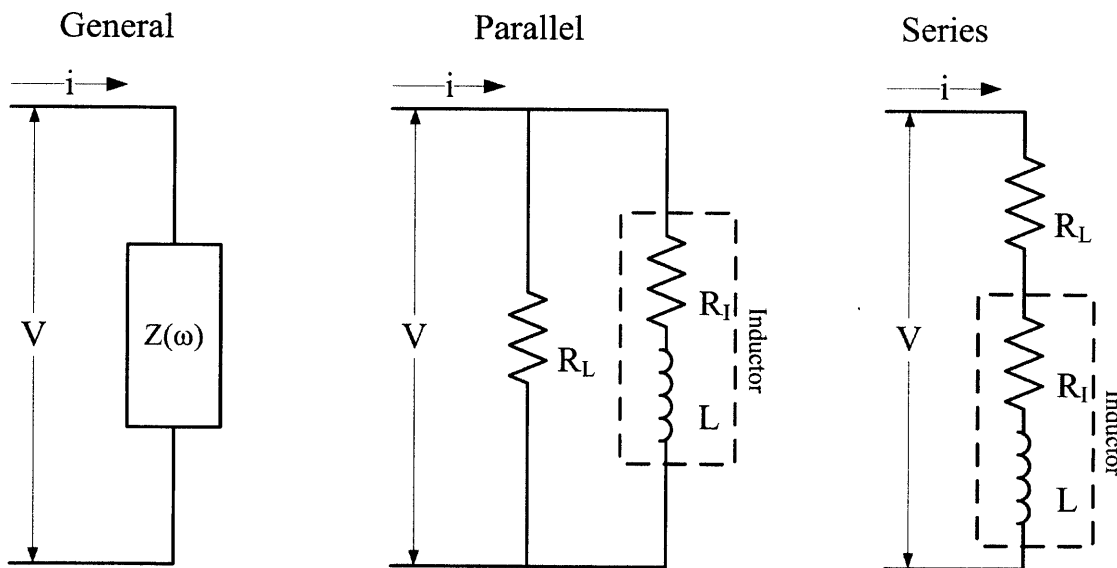 General
i
V
Z(ω)
Parallel
i
V
R_L
R_I
L
Inductor
Series
i
V
R_L
R_I
L
Inductor